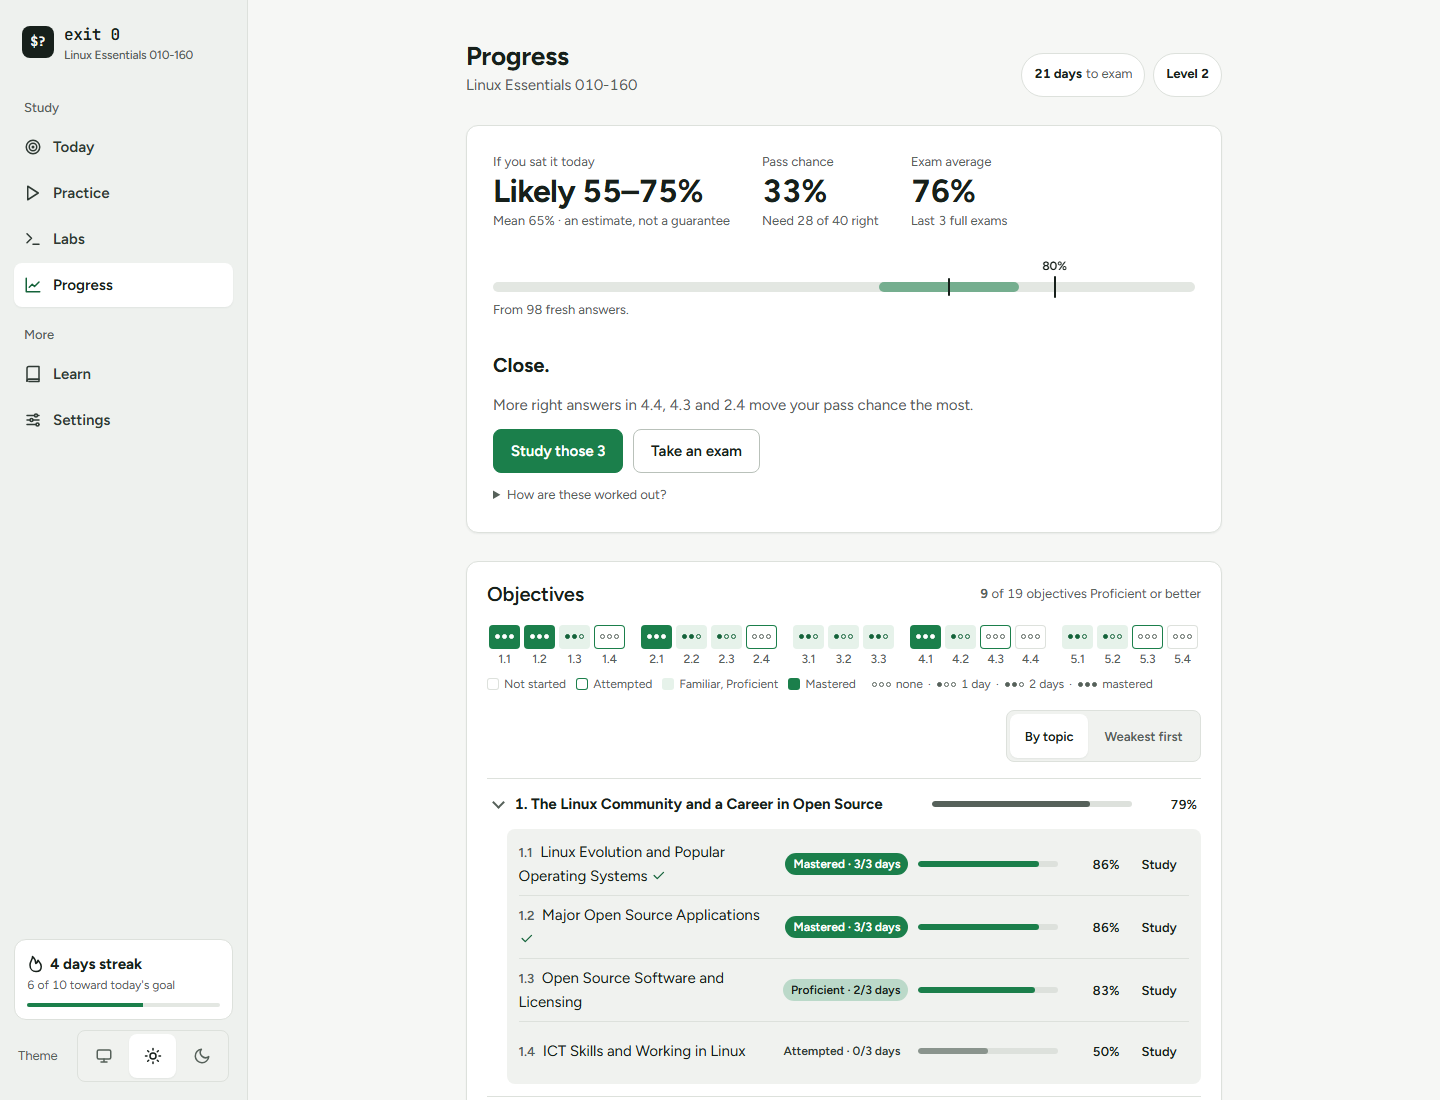 $?
exit 0
Linux Essentials 010-160
Study
Today
Practice
Labs
Progress
More
Learn
Settings
4 days streak
6 of 10 toward today's goal
Theme
Progress
Linux Essentials 010-160
21 days to exam
Level 2
If you sat it today
Likely 55–75%
Mean 65% · an estimate, not a guarantee
Pass chance
33%
Need 28 of 40 right
Exam average
76%
Last 3 full exams
80%
From 98 fresh answers.
Close.
More right answers in 4.4, 4.3 and 2.4 move your pass chance the most.
Study those 3
Take an exam
How are these worked out?
Objectives
9 of 19 objectives Proficient or better
1.1 1.2 1.3 1.4 2.1 2.2 2.3 2.4 3.1 3.2 3.3 4.1 4.2 4.3 4.4 5.1 5.2 5.3 5.4
Not started Attempted Familiar, Proficient Mastered none · 1 day · 2 days · mastered
By topic
Weakest first
1. The Linux Community and a Career in Open Source 79%
1.1 Linux Evolution and Popular
Operating Systems ✓
Mastered · 3/3 days
86%
Study
1.2 Major Open Source Applications
✓
Mastered · 3/3 days
86%
Study
1.3 Open Source Software and
Licensing
Proficient · 2/3 days
83%
Study
1.4 ICT Skills and Working in Linux
Attempted · 0/3 days
50%
Study